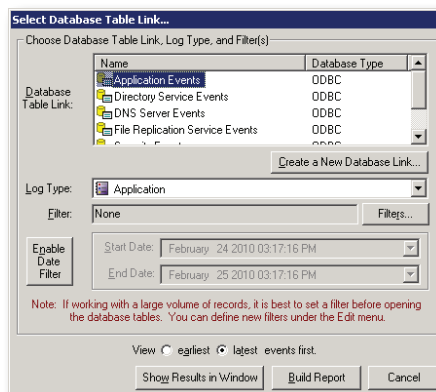 Select Database Table Link...
Choose Database Table Link, Log Type, and Filter(s)
Name Database Type
Database Table Link:
Application Events ODBC
Directory Service Events ODBC
DNS Server Events ODBC
File Replication Service Events ODBC
Create a New Database Link...
Log Type: Application
Filter: None Filters...
Enable Date Filter
Start Date: February 24 2010 03:17:16 PM
End Date: February 25 2010 03:17:16 PM
Note: If working with a large volume of records, it is best to set a filter before opening
the database tables. You can define new filters under the Edit menu.
View earliest latest events first.
Show Results in Window Build Report Cancel